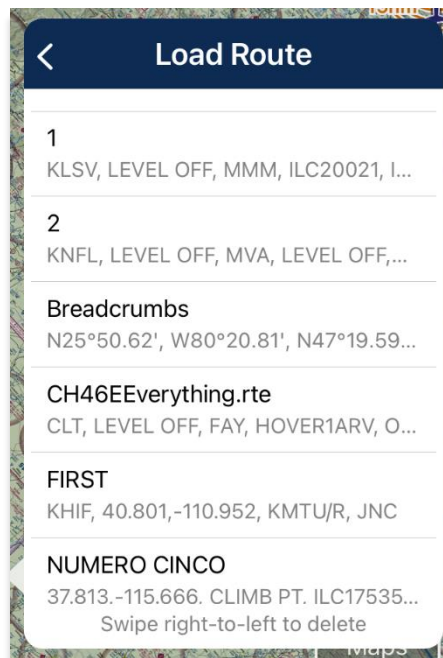 Load Route
1
KLSV, LEVEL OFF, MMM, ILC20021, I...
2
KNFL, LEVEL OFF, MVA, LEVEL OFF,...
Breadcrumbs
N25°50.62', W80°20.81', N47°19.59...
CH46EEverything.rte
CLT, LEVEL OFF, FAY, HOVER1ARV, O...
FIRST
KHIF, 40.801,-110.952, KMTU/R, JNC
NUMERO CINCO
37.813.-115.666. CLIMB PT. ILC17535...
Swipe right-to-left to delete
Maps